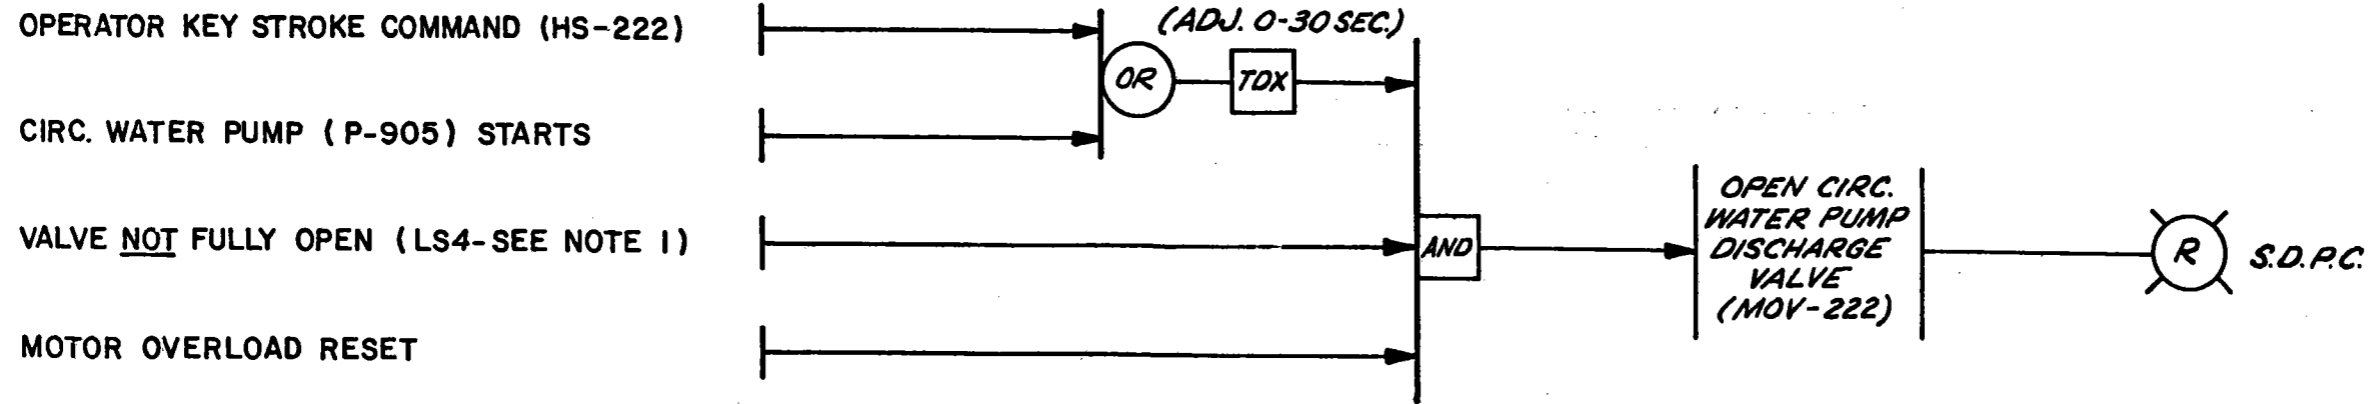 OPERATOR KEY STROKE COMMAND (HS-222)
(ADJ. 0-30 SEC.)
OR
TDX
CIRC. WATER PUMP (P-905) STARTS
VALVE NOT FULLY OPEN (LS4-SEE NOTE 1)
AND
OPEN CIRC.
WATER PUMP
DISCHARGE
VALVE
(MOV-222)
R
S.D.P.C.
MOTOR OVERLOAD RESET